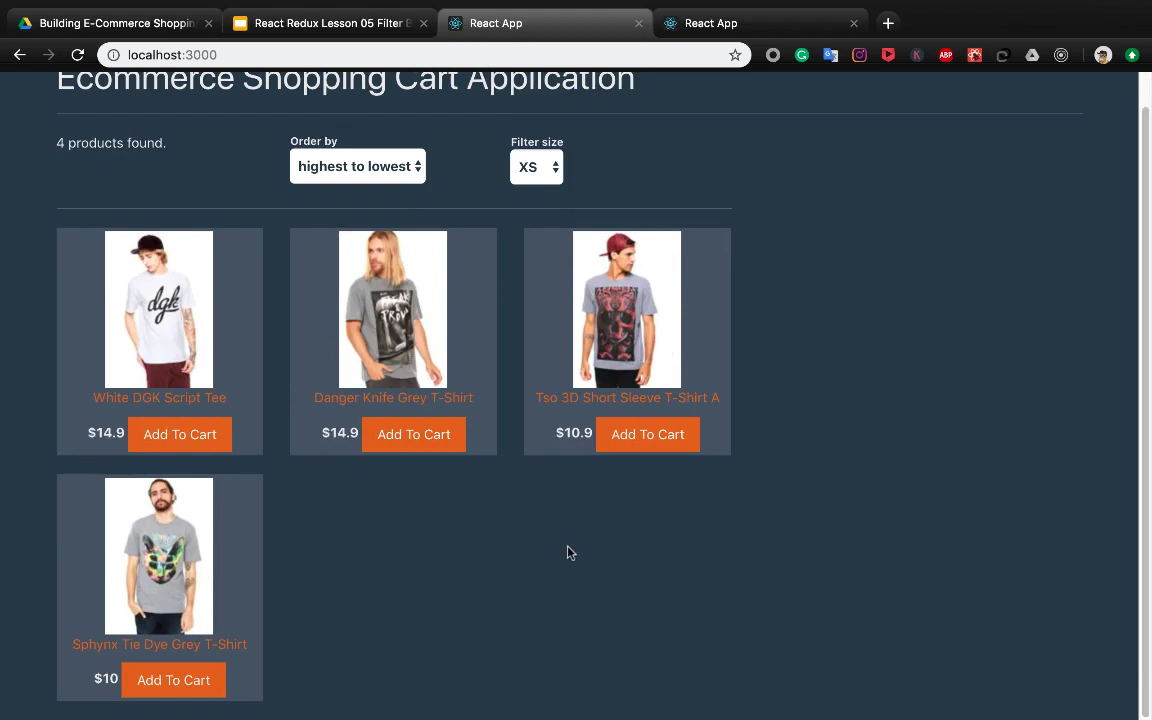 Building E-Commerce Shoppin
React Redux Lesson 05 Filter B
React App
React App
localhost:3000
ABP
Ecommerce Shopping Cart Application
4 products found.
Order by
highest to lowest
Filter size
XS
dgk
White DGK Script Tee
$14.9
Add To Cart
Danger Knife Grey T-Shirt
$14.9
Add To Cart
Tso 3D Short Sleeve T-Shirt A
$10.9
Add To Cart
Sphynx Tie Dye Grey T-Shirt
$10
Add To Cart